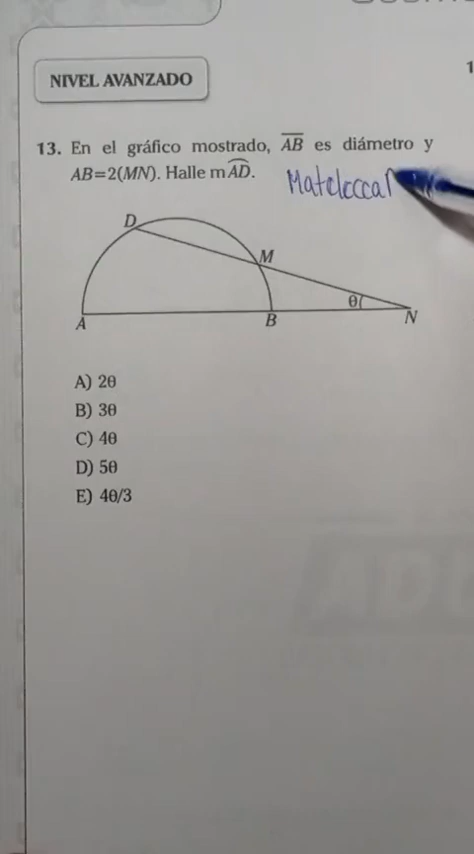 NIVEL AVANZADO
1
13. En el gráfico mostrado, AB es diámetro y
AB=2(MN). Halle mAD.
D
M
θ
A
B
N
A) 2θ
B) 3θ
C) 4θ
D) 5θ
E) 4θ/3